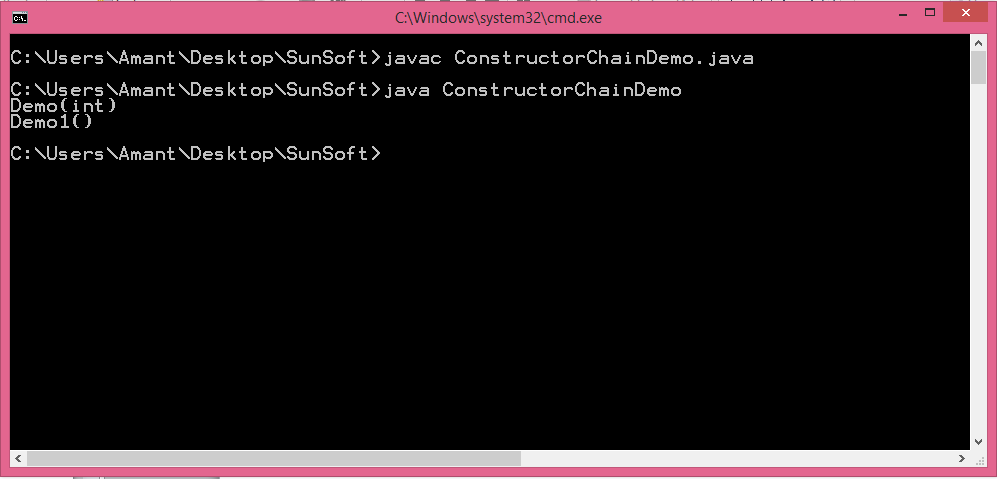 C:\Windows\system32\cmd.exe
C:\Users\Amant\Desktop\SunSoft>javac ConstructorChainDemo.java
C:\Users\Amant\Desktop\SunSoft>java ConstructorChainDemo
Demo(int)
Demo1()
C:\Users\Amant\Desktop\SunSoft>